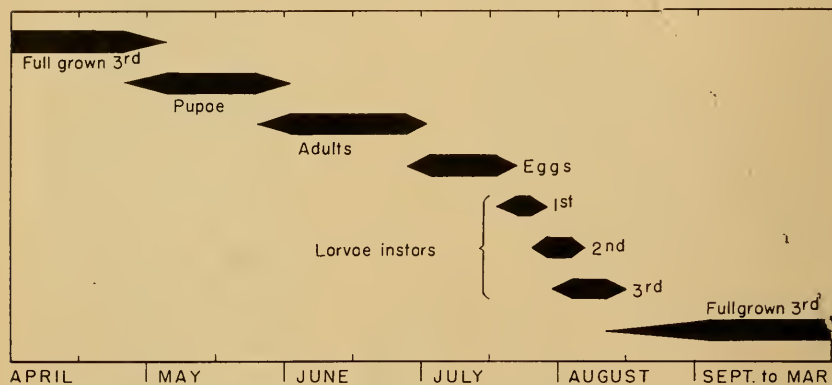 Full grown 3rd
Pupae
Adults
Eggs
1st
Larvae instars
2nd
3rd
Fullgrown 3rd
APRIL | MAY | JUNE | JULY | AUGUST | SEPT. to MAR